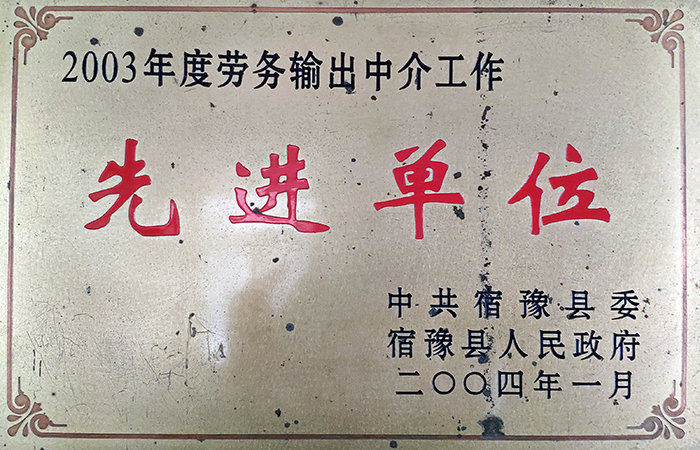 2003年度劳务输出中介工作
先进单位
中共宿豫县委
宿豫县人民政府
二〇〇四年一月